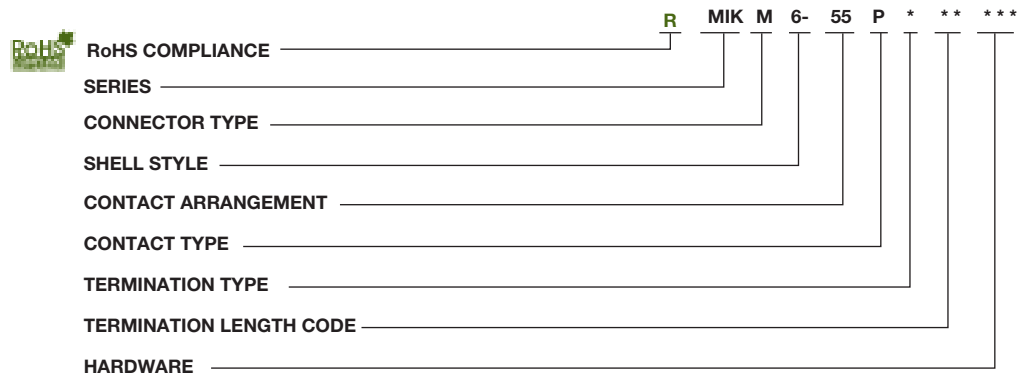 R MIK M 6- 55 P * ** ***
RoHS
RoHS COMPLIANCE
SERIES
CONNECTOR TYPE
SHELL STYLE
CONTACT ARRANGEMENT
CONTACT TYPE
TERMINATION TYPE
TERMINATION LENGTH CODE
HARDWARE